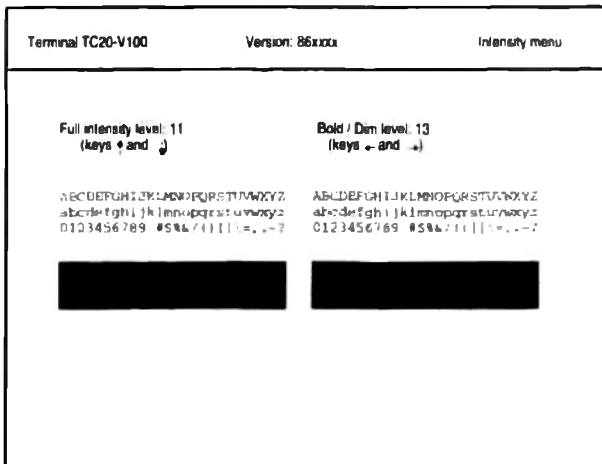 Terminal TC20-V100 Version: 86xxxx Intensity menu
Full intensity level: 11 Bold / Dim level: 13
(keys ↑ and ↓) (keys ← and →)
ABCDEFGHIJKLMNOPQRSTUVWXYZ ABCDEFGHIJKLMNOPQRSTUVWXYZ
abcdefghijklmnopqrstuvwxyz abcdefghijklmnopqrstuvwxyz
0123456789 0123456789